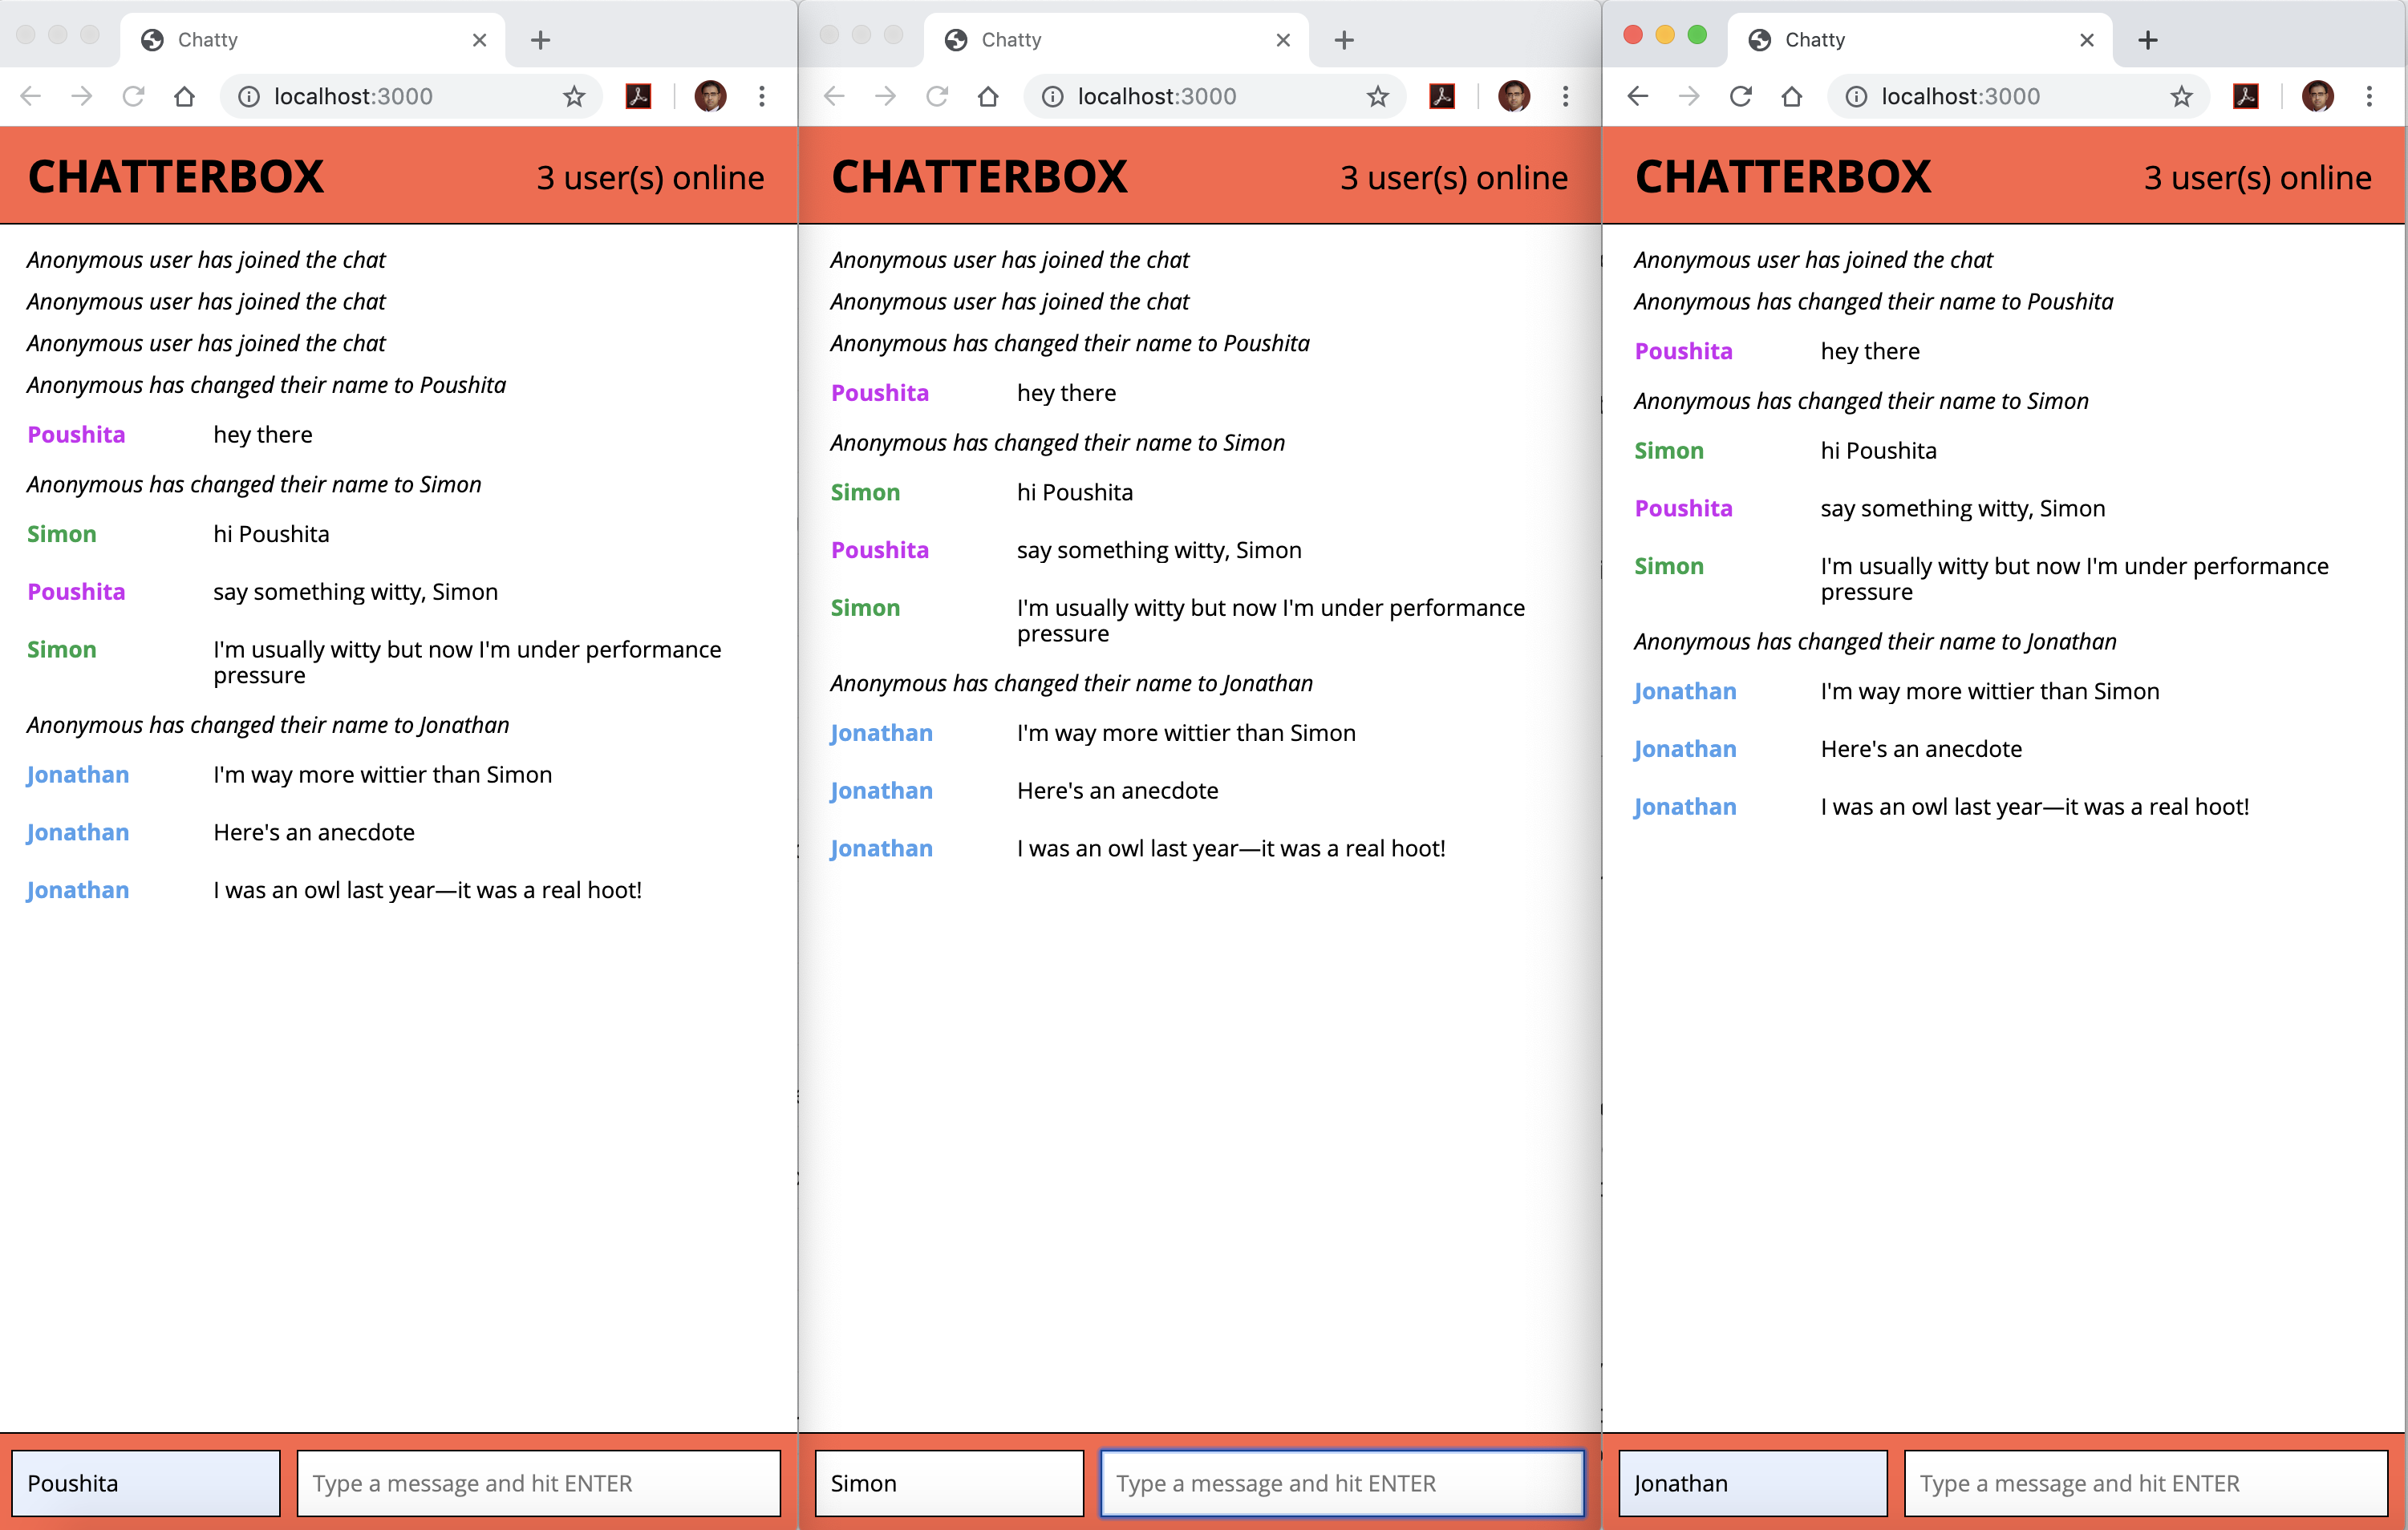 Chatty
localhost:3000
CHATTERBOX 3 user(s) online
Anonymous user has joined the chat
Anonymous user has joined the chat
Anonymous user has joined the chat
Anonymous has changed their name to Poushita
Poushita hey there
Anonymous has changed their name to Simon
Simon hi Poushita
Poushita say something witty, Simon
Simon I'm usually witty but now I'm under performance
pressure
Anonymous has changed their name to Jonathan
Jonathan I'm way more wittier than Simon
Jonathan Here's an anecdote
Jonathan I was an owl last year—it was a real hoot!
Poushita Type a message and hit ENTER
Chatty
localhost:3000
CHATTERBOX 3 user(s) online
Anonymous user has joined the chat
Anonymous user has joined the chat
Anonymous has changed their name to Poushita
Poushita hey there
Anonymous has changed their name to Simon
Simon hi Poushita
Poushita say something witty, Simon
Simon I'm usually witty but now I'm under performance
pressure
Anonymous has changed their name to Jonathan
Jonathan I'm way more wittier than Simon
Jonathan Here's an anecdote
Jonathan I was an owl last year—it was a real hoot!
Simon Type a message and hit ENTER
Chatty
localhost:3000
CHATTERBOX 3 user(s) online
Anonymous user has joined the chat
Anonymous has changed their name to Poushita
Poushita hey there
Anonymous has changed their name to Simon
Simon hi Poushita
Poushita say something witty, Simon
Simon I'm usually witty but now I'm under performance
pressure
Anonymous has changed their name to Jonathan
Jonathan I'm way more wittier than Simon
Jonathan Here's an anecdote
Jonathan I was an owl last year—it was a real hoot!
Jonathan Type a message and hit ENTER